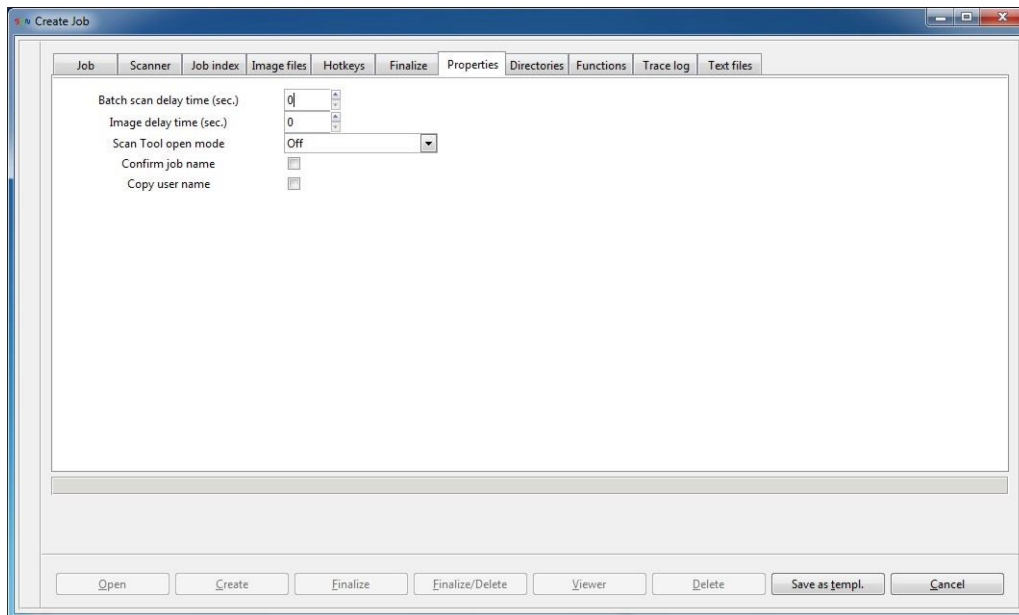 Create Job
Job Scanner Job index Image files Hotkeys Finalize Properties Directories Functions Trace log Text files
Batch scan delay time (sec.) 0
Image delay time (sec.) 0
Scan Tool open mode Off
Confirm job name
Copy user name
Open Create Finalize Finalize/Delete Viewer Delete Save as templ. Cancel